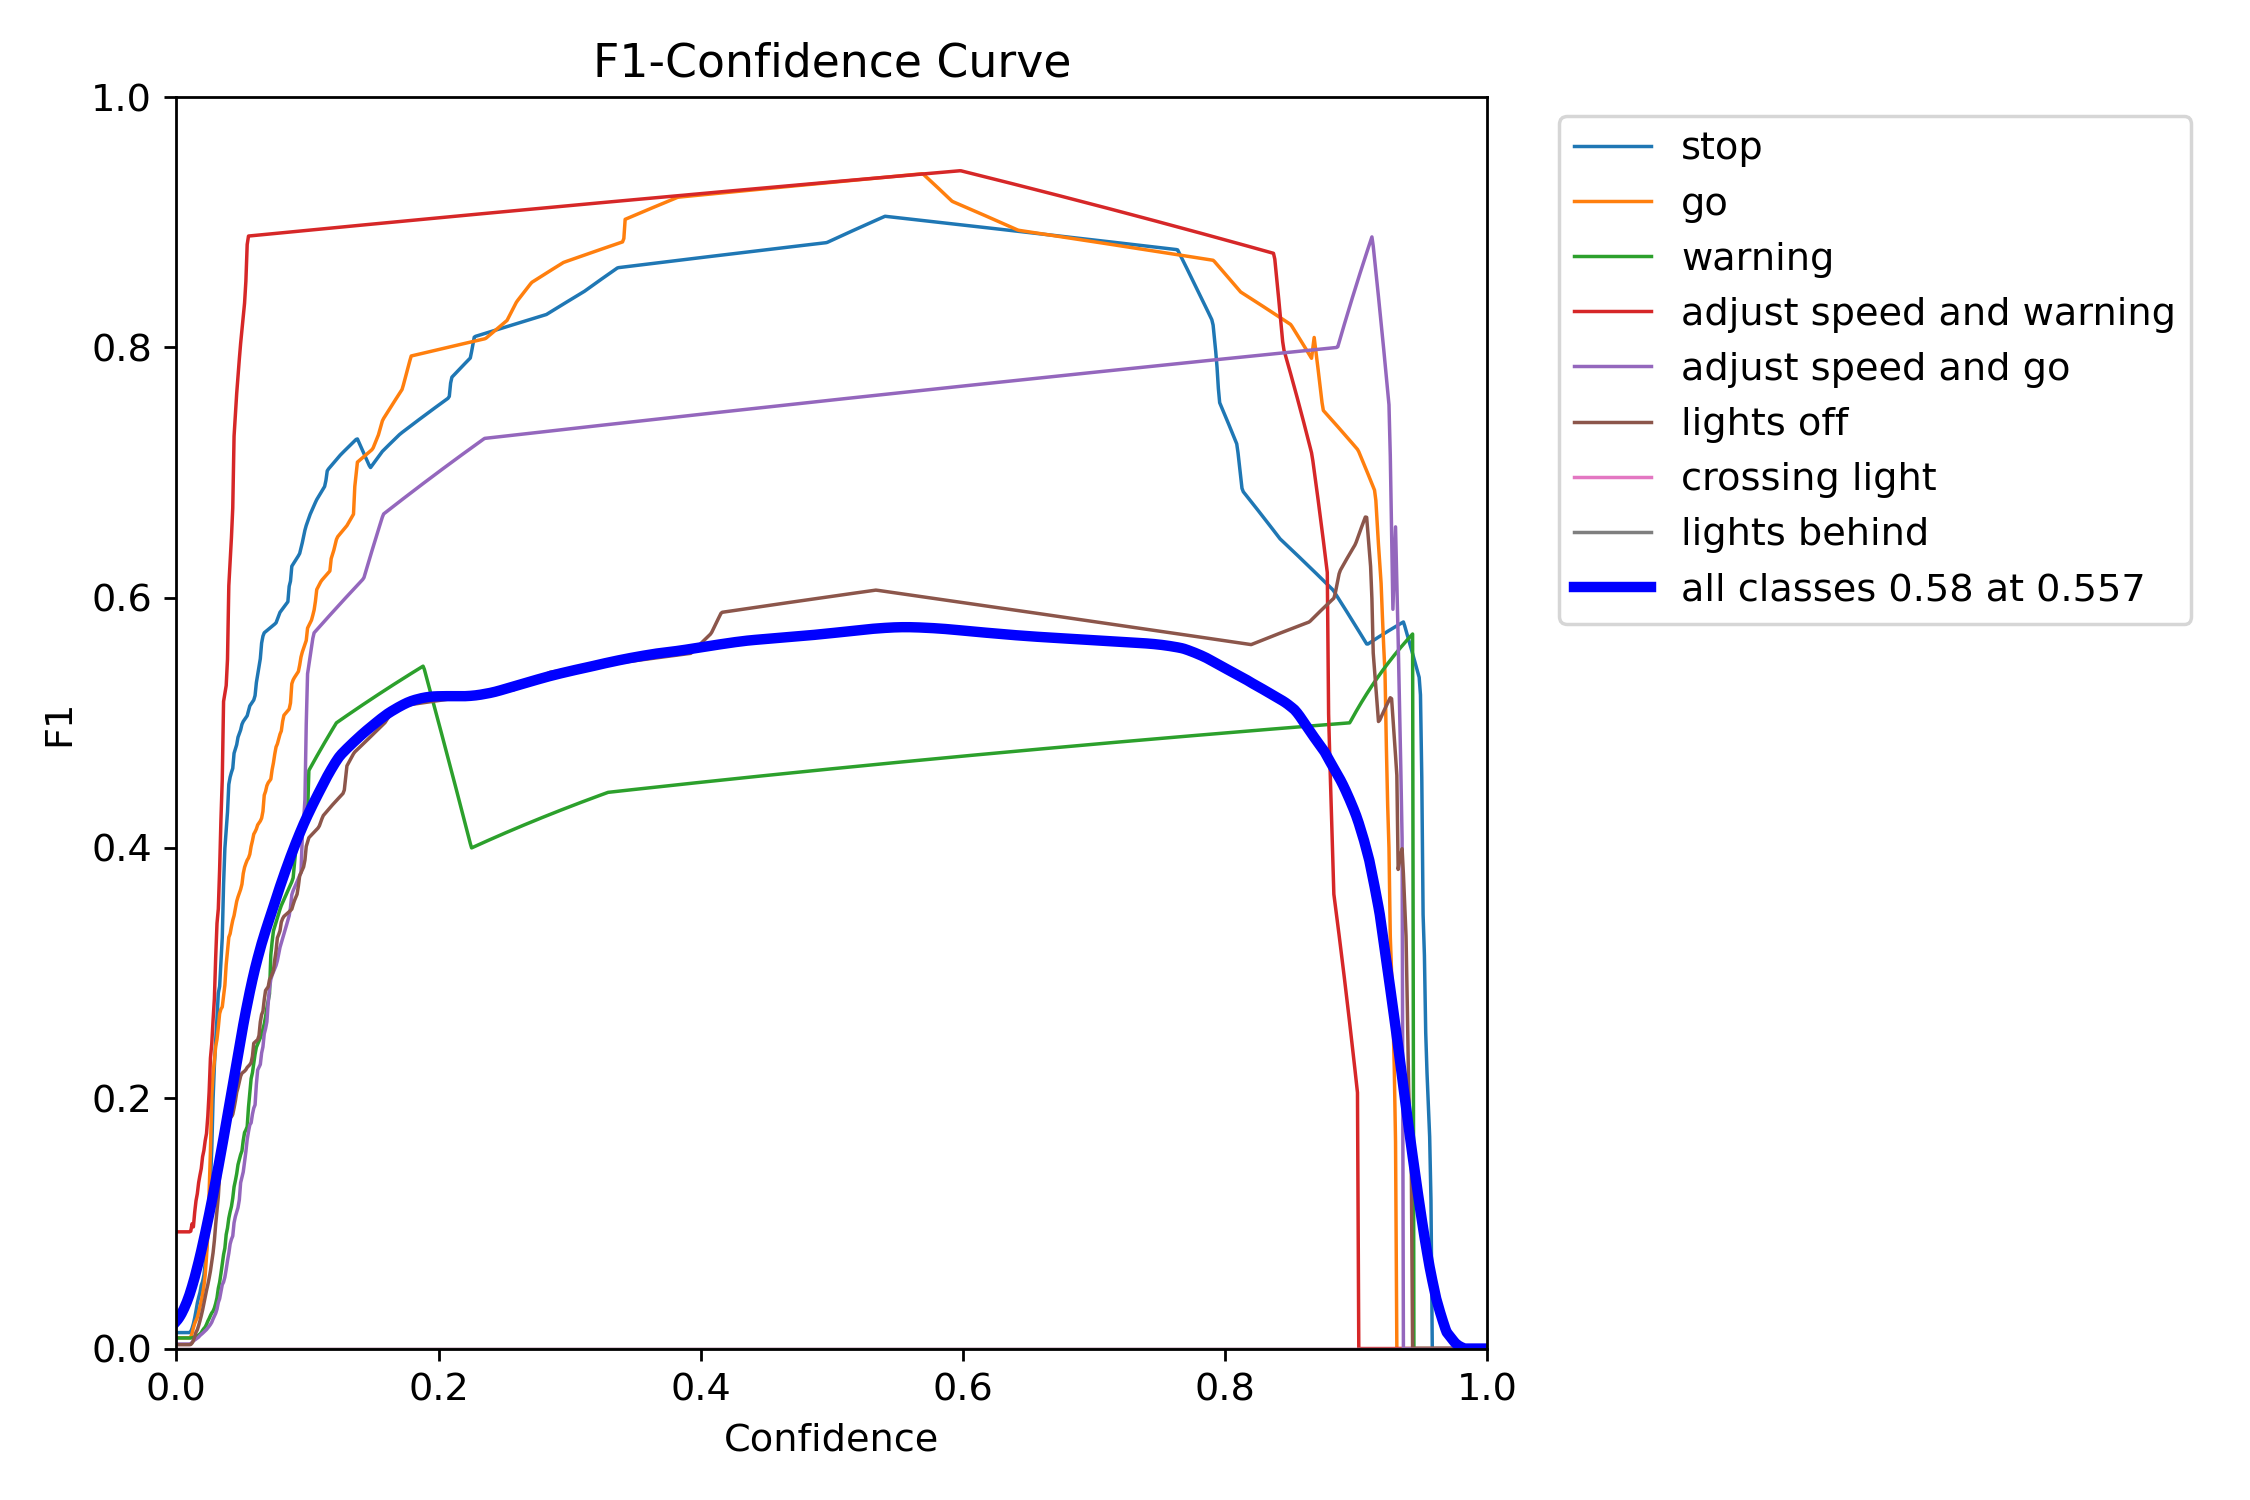 F1-Confidence Curve
1.0
0.8
0.6
0.4
0.2
0.0
F1
0.0 0.2 0.4 0.6 0.8 1.0
Confidence
stop
go
warning
adjust speed and warning
adjust speed and go
lights off
crossing light
lights behind
all classes 0.58 at 0.557